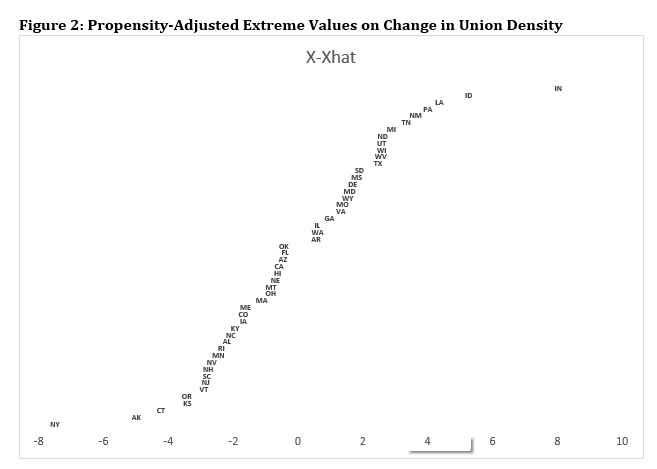 Figure 2: Propensity-Adjusted Extreme Values on Change in Union Density
X-Xhat
IN
ID
LA
PA
NM
TN
MI
ND
UT
WI
WV
TX
SD
MS
DE
MD
WY
MO
VA
GA
IL
WA
AR
OK
FL
AZ
CA
HI
NE
MT
OH
MA
ME
CO
IA
KY
NC
AL
RI
MN
NV
NH
SC
NJ
VT
OR
KS
CT
AK
NY
-8 -6 -4 -2 0 2 4 6 8 10